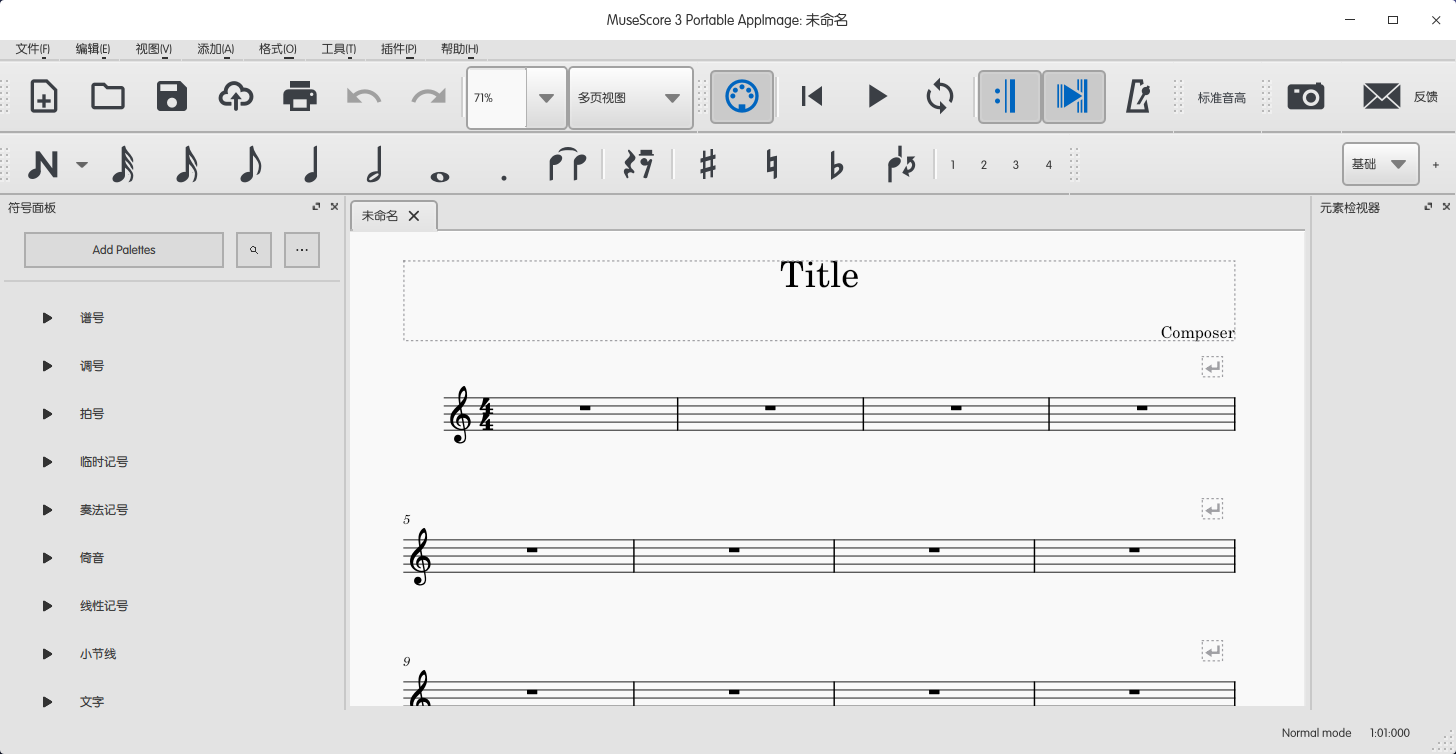 MuseScore 3 Portable AppImage: 未命名
文件(F) 编辑(E) 视图(V) 添加(A) 格式(O) 工具(T) 插件(P) 帮助(H)
71% 多页视图 标准音高 反馈
1 2 3 4 基础 +
符号面板 未命名 元素检视器
Add Palettes ...
Title
Composer
谱号
调号
拍号
临时记号
奏法记号
倚音
线性记号
小节线
文字
4
4
5
9
Normal mode 1:01:000